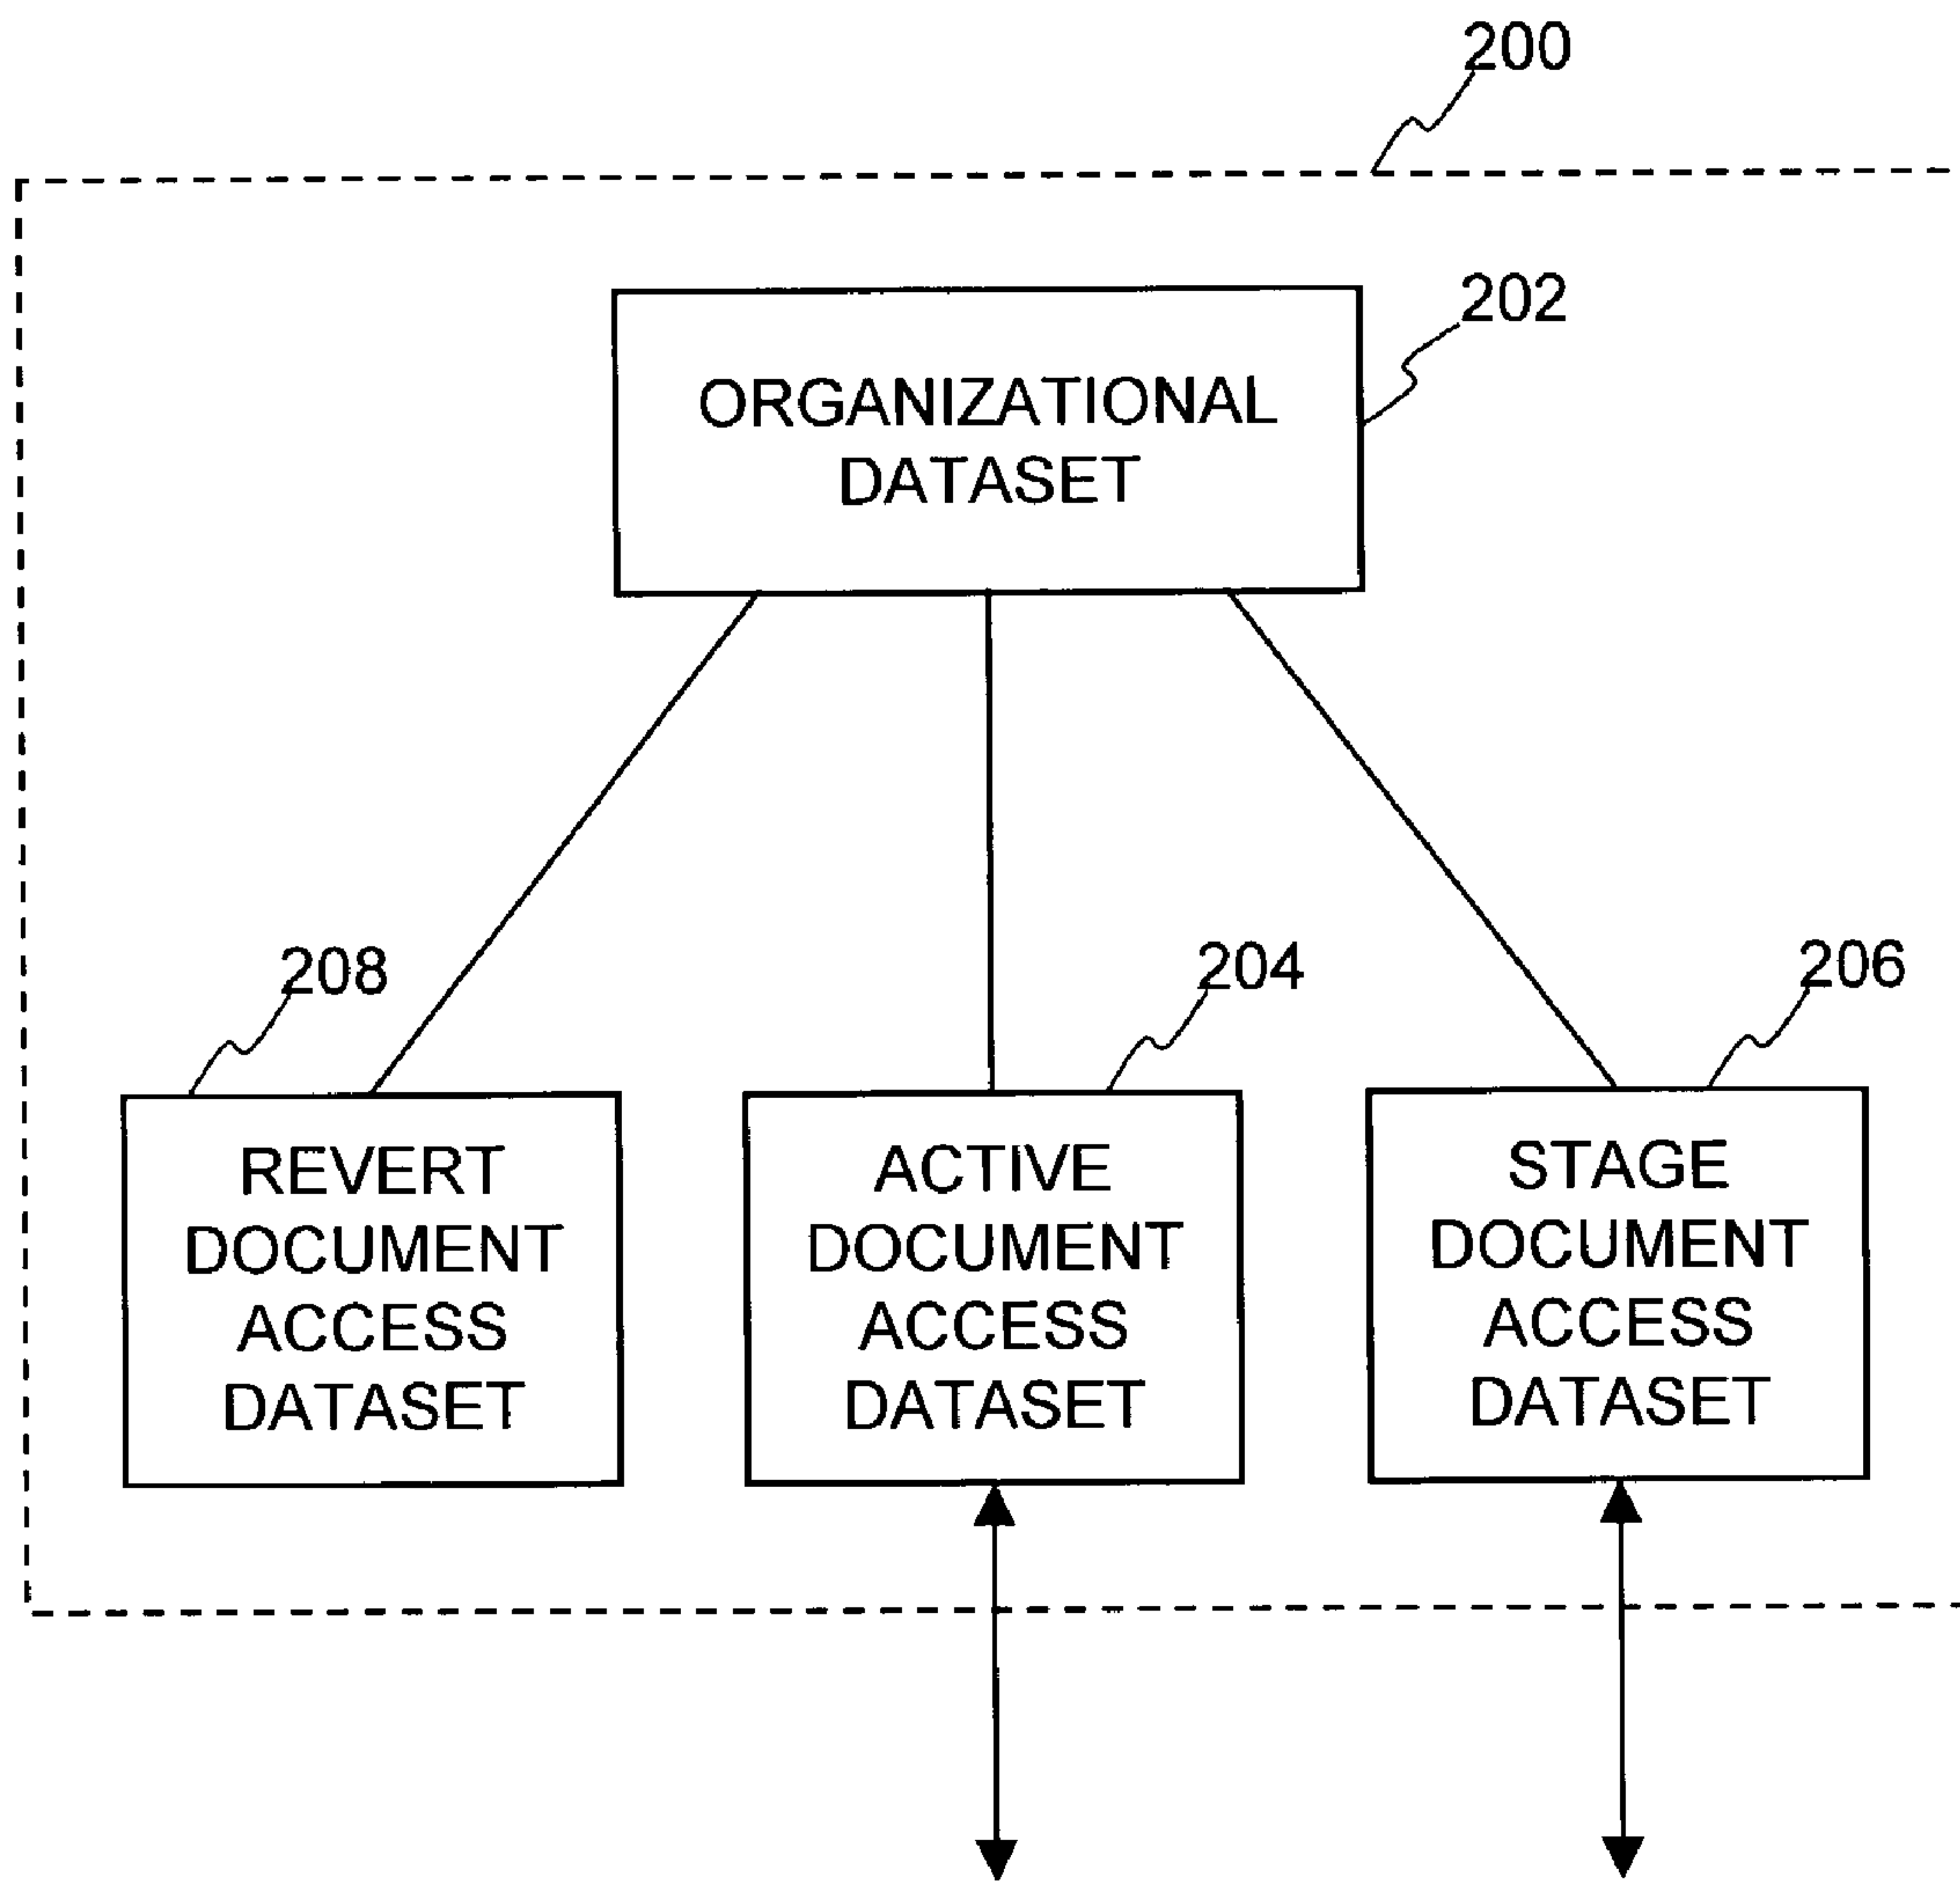 200
202
ORGANIZATIONAL
DATASET
208
204
206
REVERT
DOCUMENT
ACCESS
DATASET
ACTIVE
DOCUMENT
ACCESS
DATASET
STAGE
DOCUMENT
ACCESS
DATASET